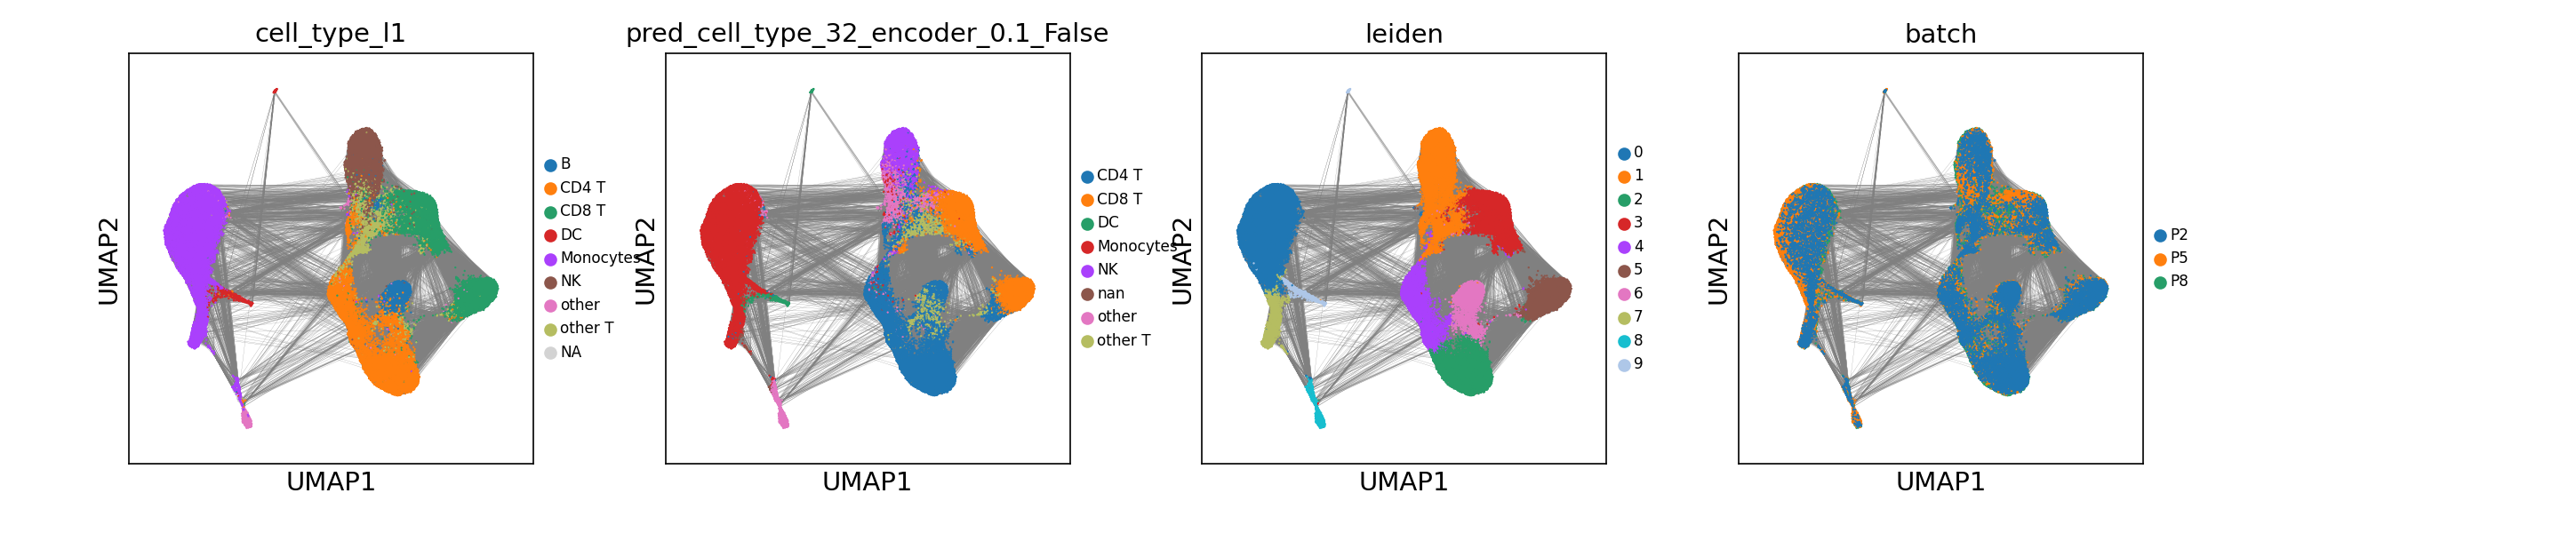 cell_type_l1
UMAP2
UMAP1
B
CD4 T
CD8 T
DC
Monocytes
NK
other
other T
NA
pred_cell_type_32_encoder_0.1_False
UMAP2
UMAP1
CD4 T
CD8 T
DC
Monocytes
NK
nan
other
other T
leiden
UMAP2
UMAP1
0
1
2
3
4
5
6
7
8
9
batch
UMAP2
UMAP1
P2
P5
P8